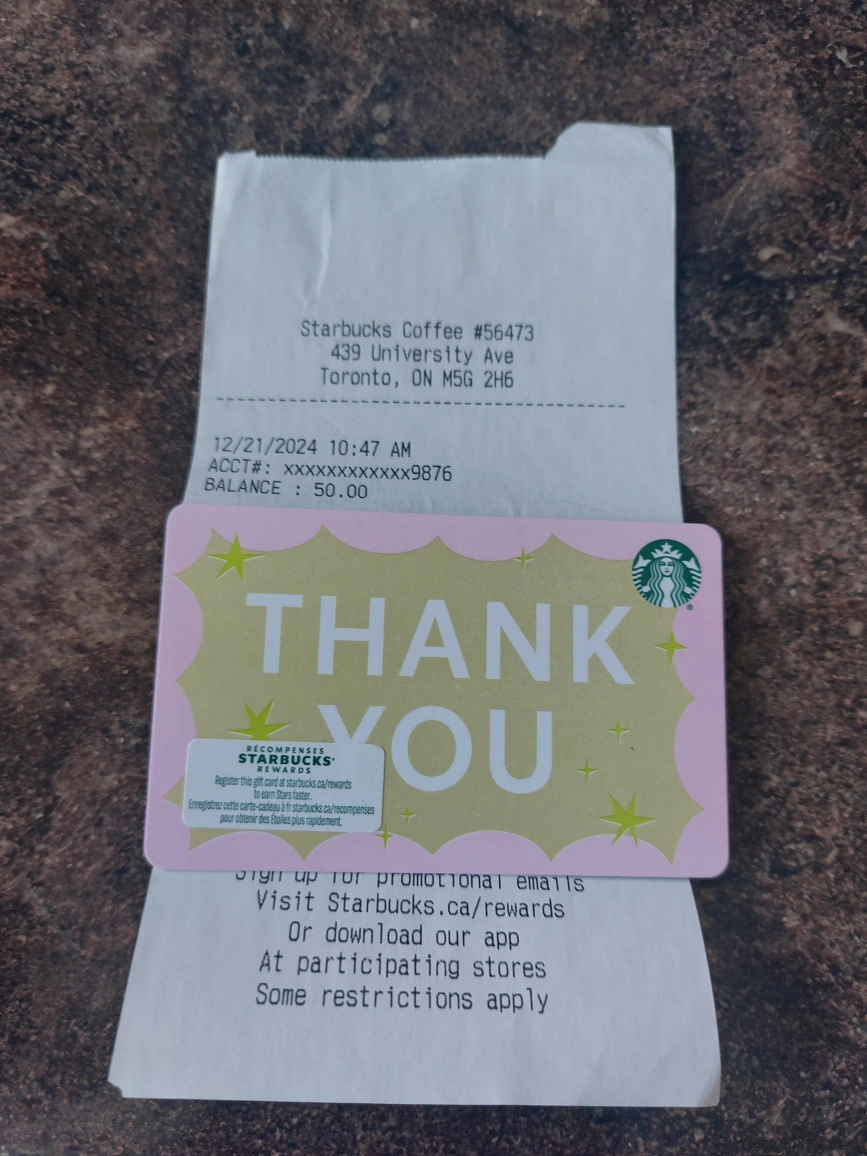 Starbucks Coffee #56473
439 University Ave
Toronto, ON M5G 2H6
12/21/2024 10:47 AM
ACCT#: xxxxxxxxxxxx9876
BALANCE : 50.00
THANK
YOU
RÉCOMPENSES
STARBUCKS®
REWARDS
Register this gift card at starbucks.ca/rewards
to earn Stars faster.
Enregistrez cette carte-cadeau à fr.starbucks.ca/recompenses
pour obtenir des Étoiles plus rapidement.
Sign up for promotional emails
Visit Starbucks.ca/rewards
Or download our app
At participating stores
Some restrictions apply